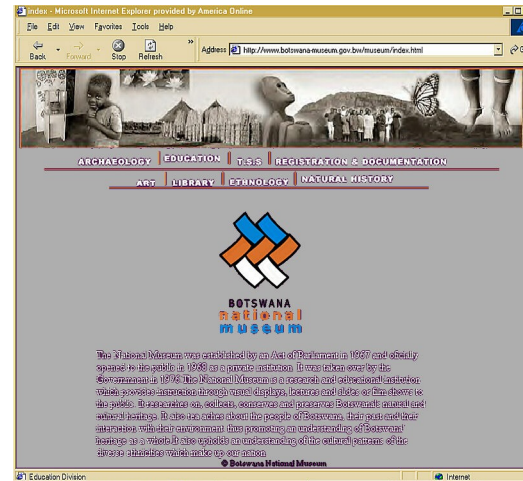 index - Microsoft Internet Explorer provided by America Online
File Edit View Favorites Tools Help
Back Forward Stop Refresh » Address http://www.botswana-museum.gov.bw/museum/index.html
ARCHAEOLOGY EDUCATION T.S.S REGISTRATION & DOCUMENTATION
ART LIBRARY ETHNOLOGY NATURAL HISTORY
BOTSWANA
national
museum
The National Museum was established by an Act of Parliament in 1967 and officially
opened to the public in 1968 as a private institution. It was taken over by the
Government in 1976.The National Museum is a research and educational institution
which provides instruction through visual displays, lectures and slides or film shows to
the public. It researches on, collects, conserves and preserves Botswana's natural and
cultural heritage. It also teaches about the people of Botswana, their past and their
interaction with their environment thus promoting an understanding of Botswana'
heritage as a whole.It also upholds an understanding of the cultural patterns of the
diverse ethnicities which make up our nation
© Botswana National Museum
Education Division Internet